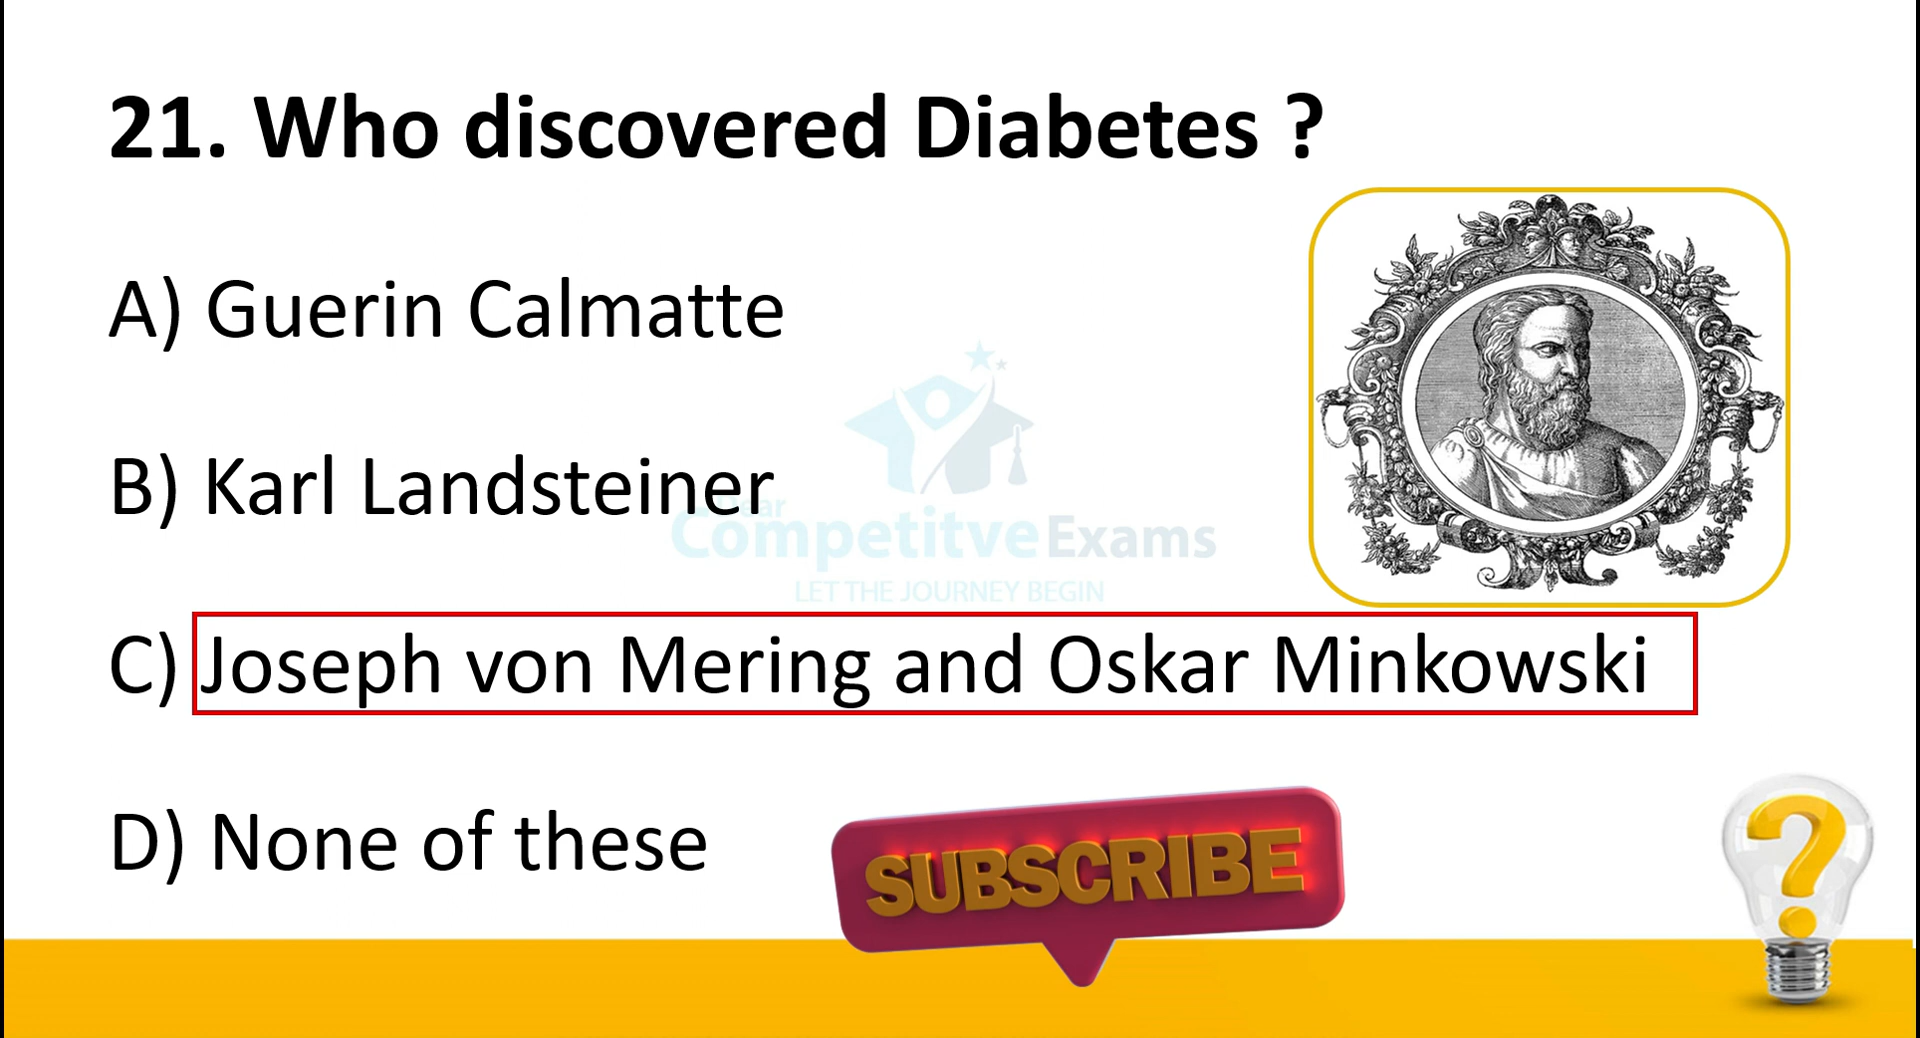 21. Who discovered Diabetes ?
A) Guerin Calmatte
B) Karl Landsteiner
Competitve Exams
LET THE JOURNEY BEGIN
C) Joseph von Mering and Oskar Minkowski
D) None of these
SUBSCRIBE
?